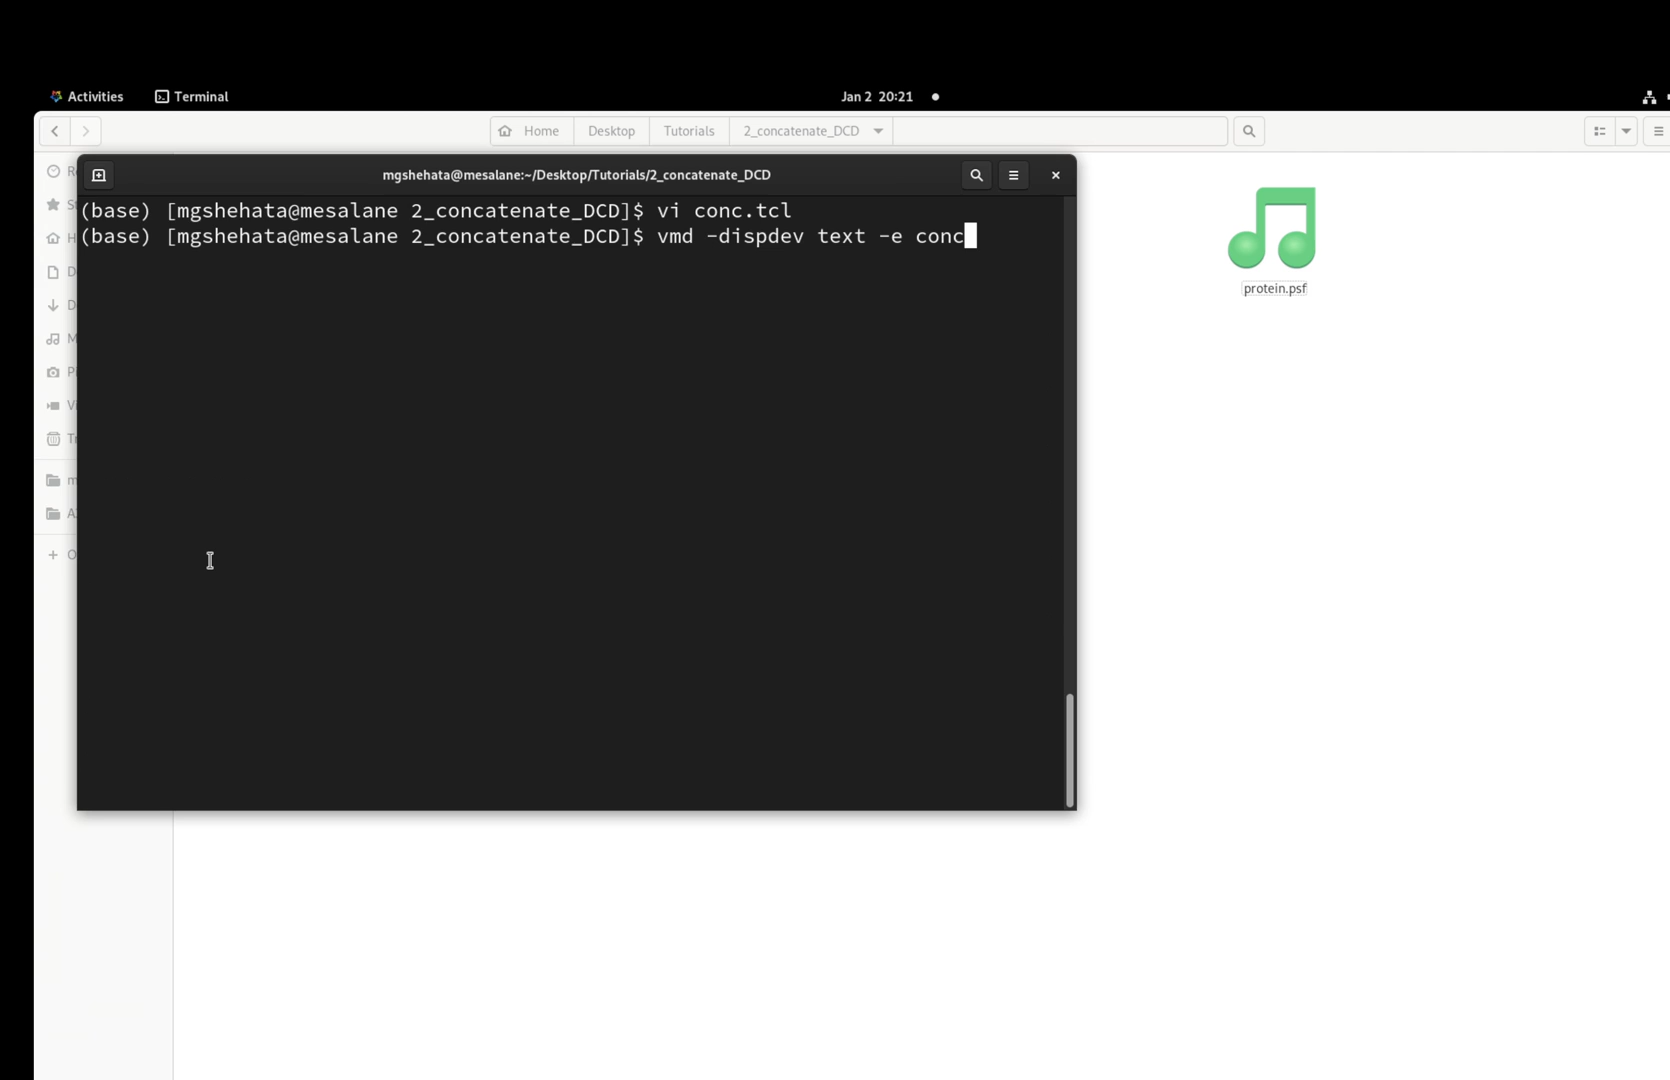 Activities Terminal Jan 2 20:21
Home Desktop Tutorials 2_concatenate_DCD
mgshehata@mesalane:~/Desktop/Tutorials/2_concatenate_DCD
(base) [mgshehata@mesalane 2_concatenate_DCD]$ vi conc.tcl
(base) [mgshehata@mesalane 2_concatenate_DCD]$ vmd -dispdev text -e conc
protein.psf